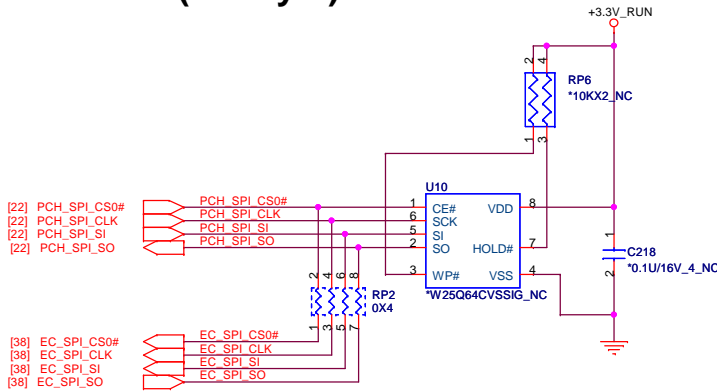 +3.3V_RUN
2
4
RP6
*10KX2_NC
1
3
U10
[22] PCH_SPI_CS0# PCH_SPI_CS0# 1 CE# VDD 8
[22] PCH_SPI_CLK PCH_SPI_CLK 6 SCK
[22] PCH_SPI_SI PCH_SPI_SI 5 SI
[22] PCH_SPI_SO PCH_SPI_SO 2 SO HOLD# 7
3 WP# VSS 4
*W25Q64CVSSIG_NC
1
C218
*0.1U/16V_4_NC
2
2 4 6 8
RP2
0X4
1 3 5 7
[38] EC_SPI_CS0# EC_SPI_CS0#
[38] EC_SPI_CLK EC_SPI_CLK
[38] EC_SPI_SI EC_SPI_SI
[38] EC_SPI_SO EC_SPI_SO